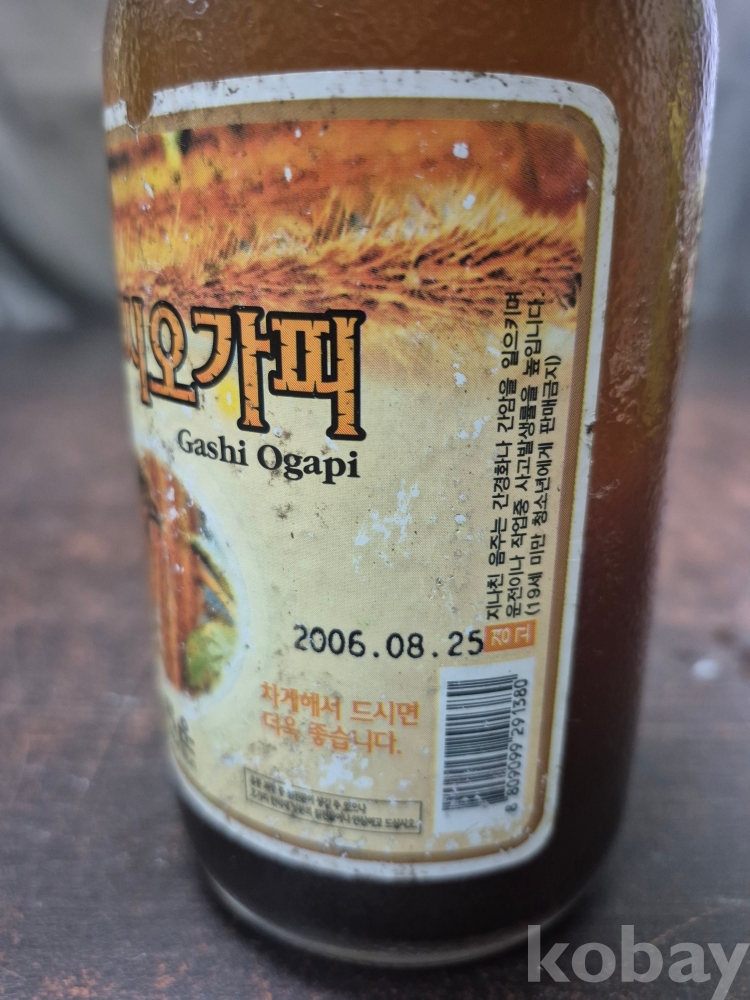 오가피
Gashi Ogapi
지나친 음주는 간경화나 간암을 일으키며
운전이나 작업중 사고발생률을 높입니다.
(19세 미만 청소년에게 판매금지)
경고
2006.08.25
차게해서 드시면
더욱 좋습니다.
8 809099 291380
kobay